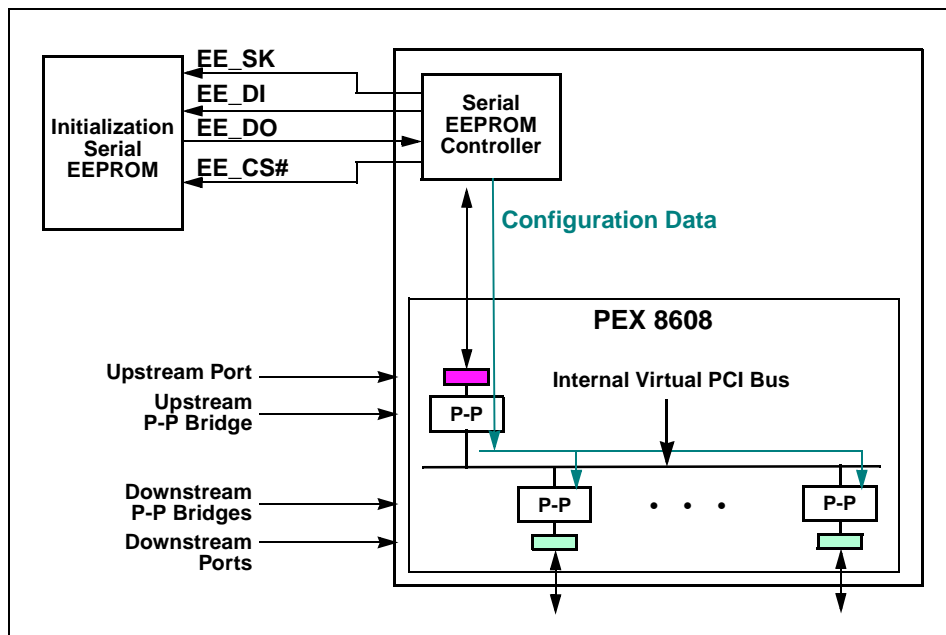 EE_SK
EE_DI
EE_DO
EE_CS#
Initialization
Serial
EEPROM
Serial
EEPROM
Controller
Configuration Data
PEX 8608
Upstream Port
Upstream
P-P Bridge
Internal Virtual PCI Bus
P-P
Downstream
P-P Bridges
Downstream
Ports
P-P
• • •
P-P